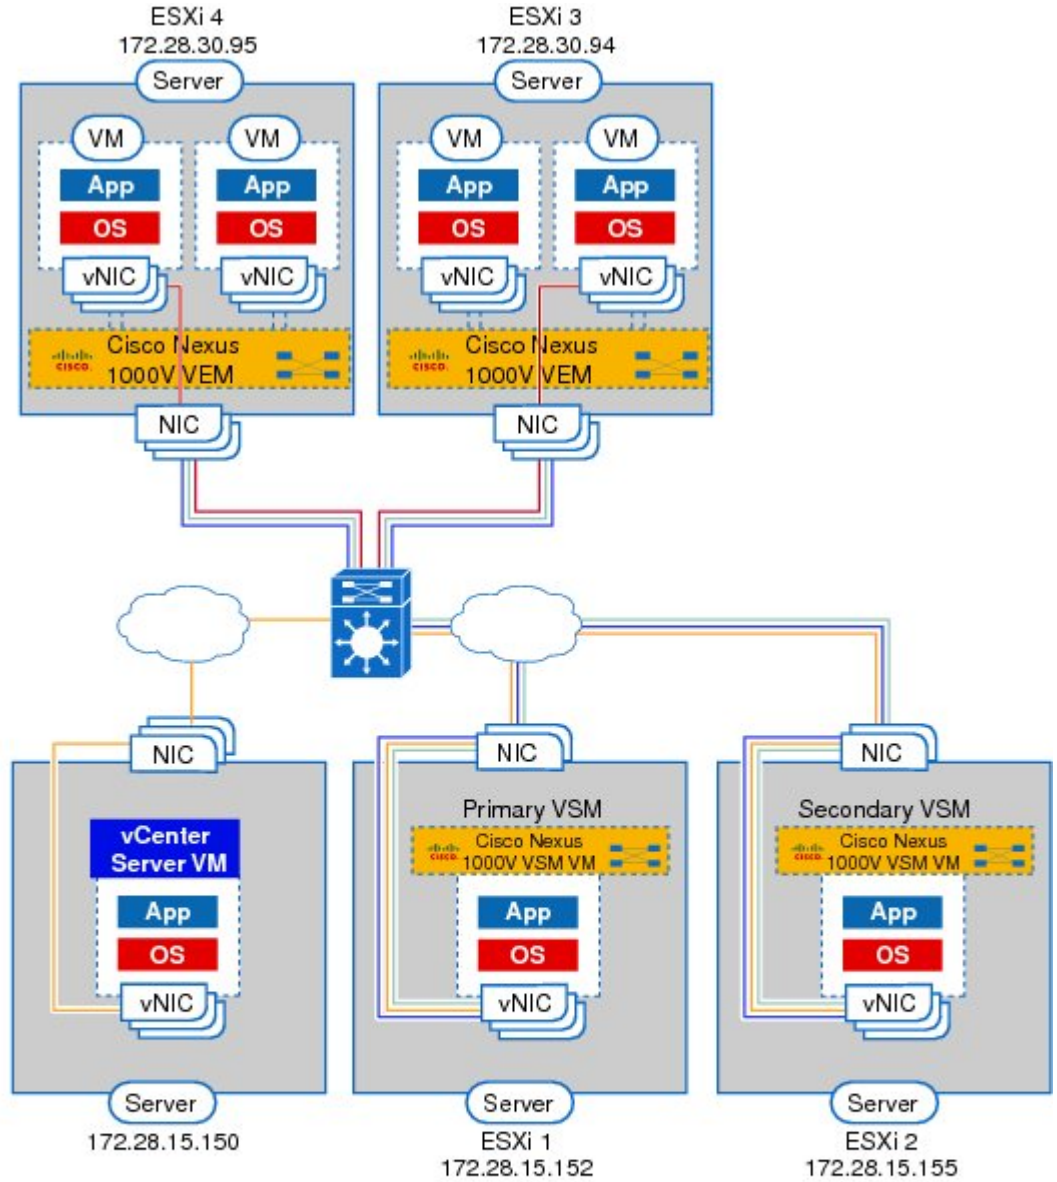 ESXi 4
172.28.30.95
Server
VM
VM
App
App
OS
OS
vNIC
vNIC
CISCO.
Cisco Nexus
1000V VEM
NIC
ESXi 3
172.28.30.94
Server
VM
VM
App
App
OS
OS
vNIC
vNIC
CISCO.
Cisco Nexus
1000V VEM
NIC
NIC
vCenter
Server VM
App
OS
vNIC
Server
172.28.15.150
NIC
Primary VSM
CISCO.
Cisco Nexus
1000V VSM VM
App
OS
vNIC
Server
ESXi 1
172.28.15.152
NIC
Secondary VSM
CISCO.
Cisco Nexus
1000V VSM VM
App
OS
vNIC
Server
ESXi 2
172.28.15.155